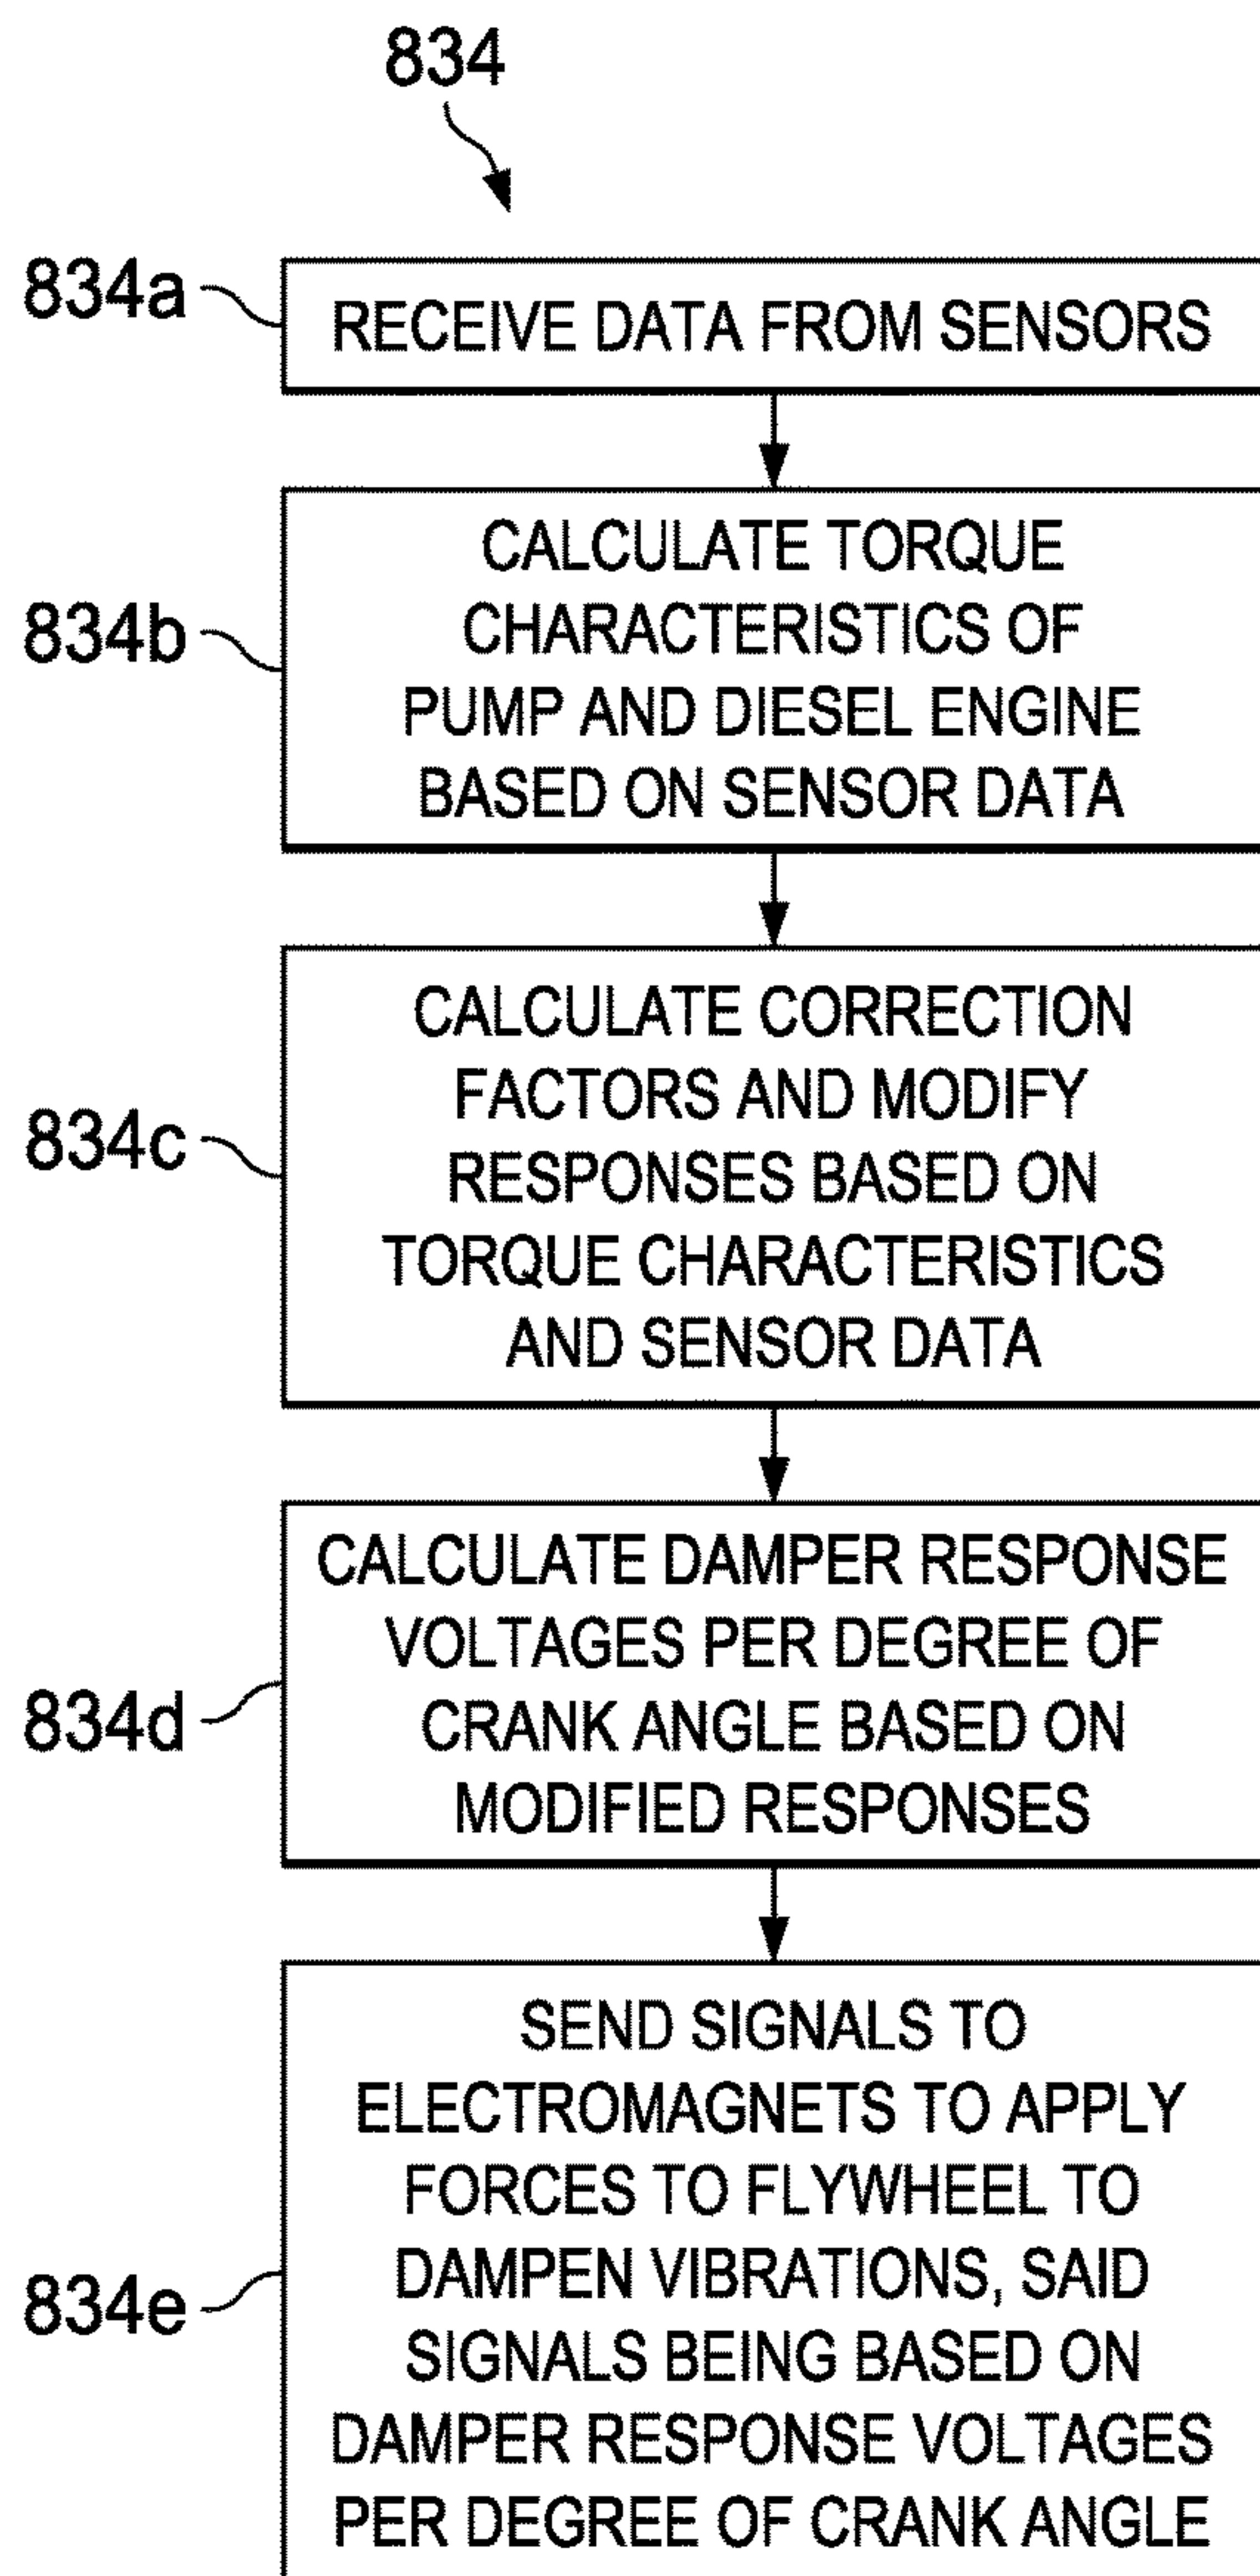 834
834a
RECEIVE DATA FROM SENSORS
834b
CALCULATE TORQUE
CHARACTERISTICS OF
PUMP AND DIESEL ENGINE
BASED ON SENSOR DATA
834c
CALCULATE CORRECTION
FACTORS AND MODIFY
RESPONSES BASED ON
TORQUE CHARACTERISTICS
AND SENSOR DATA
834d
CALCULATE DAMPER RESPONSE
VOLTAGES PER DEGREE OF
CRANK ANGLE BASED ON
MODIFIED RESPONSES
834e
SEND SIGNALS TO
ELECTROMAGNETS TO APPLY
FORCES TO FLYWHEEL TO
DAMPEN VIBRATIONS, SAID
SIGNALS BEING BASED ON
DAMPER RESPONSE VOLTAGES
PER DEGREE OF CRANK ANGLE